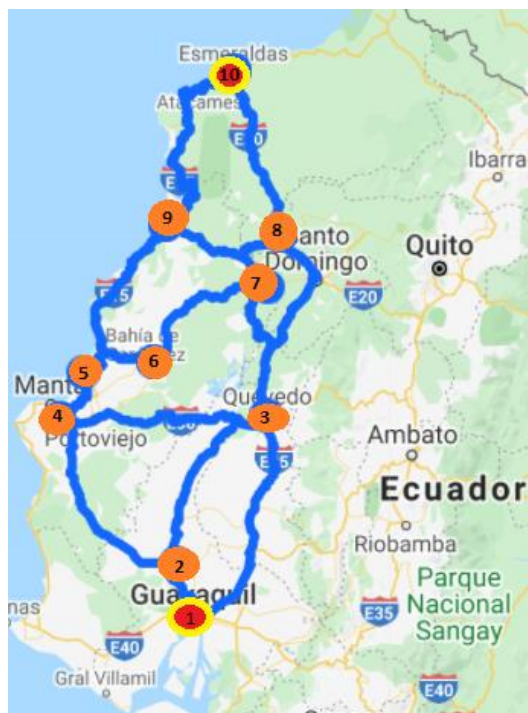 Esmeraldas
10
Atacames
E20
Ibarra
9
8
anto
Domingo
Quito
7
E20
E15
Bahía de
6
5
Manta
Quevedo
4
3
Portoviejo
E30
Ambato
E25
Ecuador
Riobamba
2
Guayaquil
1
Parque
Nacional
Sangay
nas
E35
E40
Gral Villamil
E40